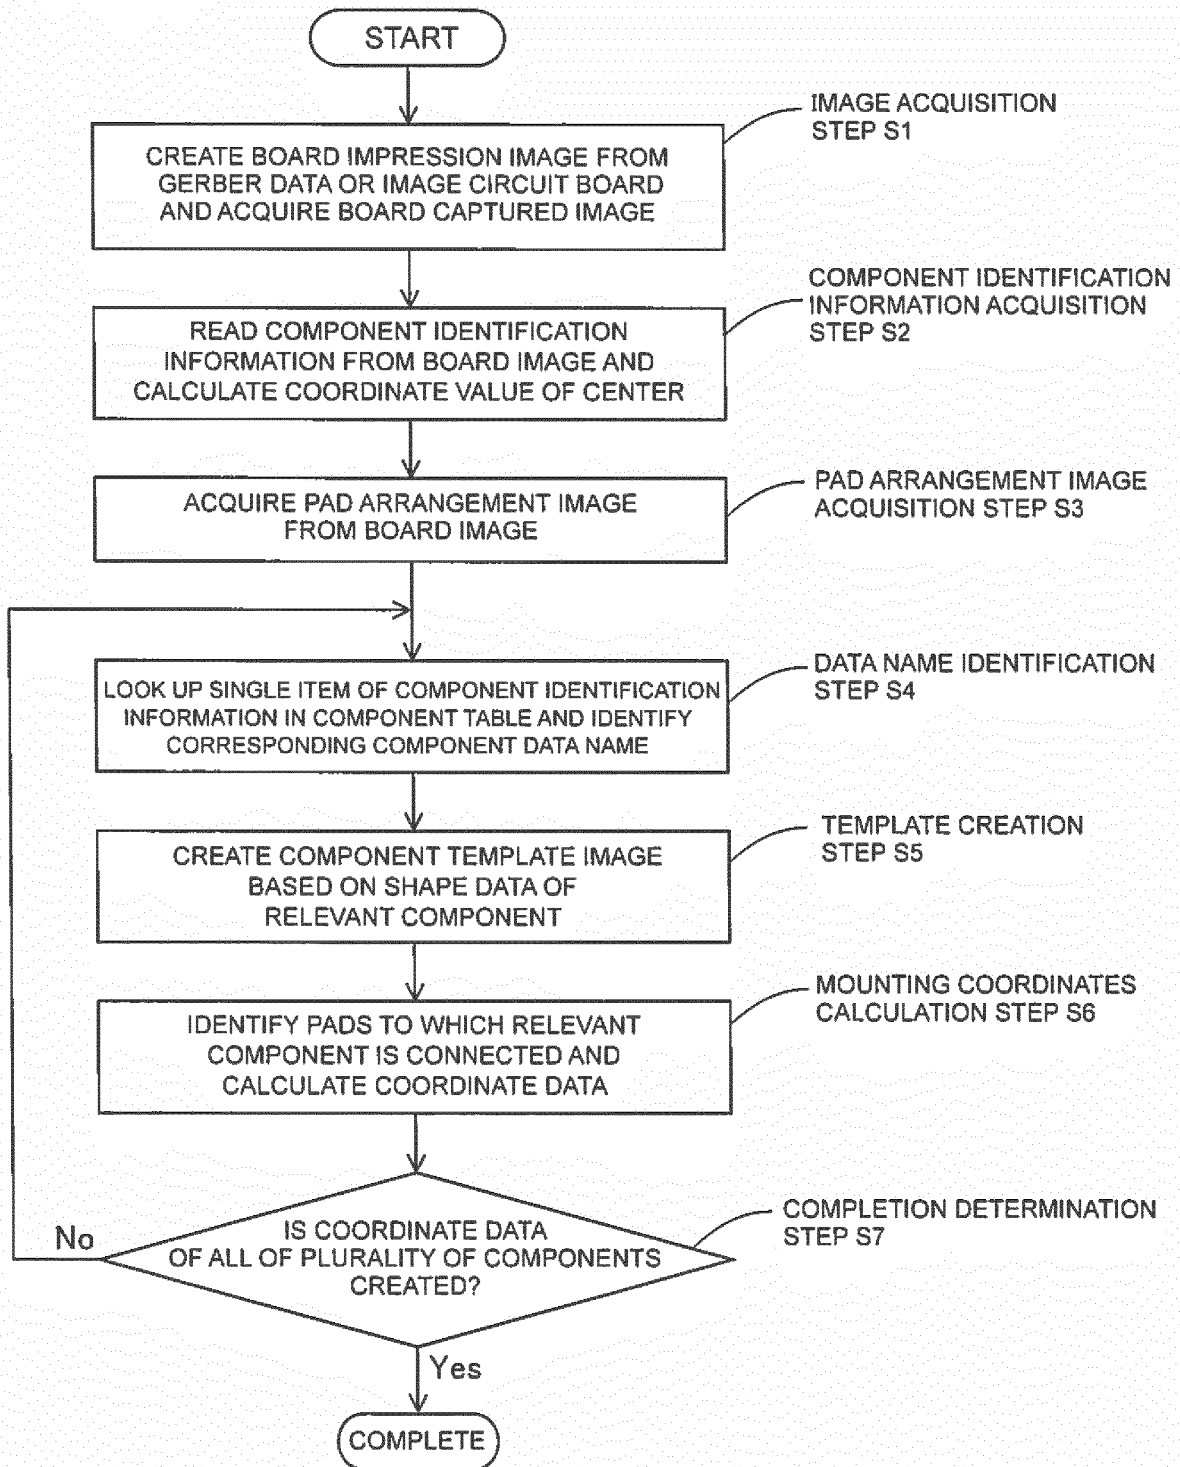 START
IMAGE ACQUISITION
STEP S1
CREATE BOARD IMPRESSION IMAGE FROM
GERBER DATA OR IMAGE CIRCUIT BOARD
AND ACQUIRE BOARD CAPTURED IMAGE
COMPONENT IDENTIFICATION
INFORMATION ACQUISITION
STEP S2
READ COMPONENT IDENTIFICATION
INFORMATION FROM BOARD IMAGE AND
CALCULATE COORDINATE VALUE OF CENTER
PAD ARRANGEMENT IMAGE
ACQUISITION STEP S3
ACQUIRE PAD ARRANGEMENT IMAGE
FROM BOARD IMAGE
DATA NAME IDENTIFICATION
STEP S4
LOOK UP SINGLE ITEM OF COMPONENT IDENTIFICATION
INFORMATION IN COMPONENT TABLE AND IDENTIFY
CORRESPONDING COMPONENT DATA NAME
TEMPLATE CREATION
STEP S5
CREATE COMPONENT TEMPLATE IMAGE
BASED ON SHAPE DATA OF
RELEVANT COMPONENT
MOUNTING COORDINATES
CALCULATION STEP S6
IDENTIFY PADS TO WHICH RELEVANT
COMPONENT IS CONNECTED AND
CALCULATE COORDINATE DATA
COMPLETION DETERMINATION
STEP S7
IS COORDINATE DATA
OF ALL OF PLURALITY OF COMPONENTS
CREATED?
No
Yes
COMPLETE